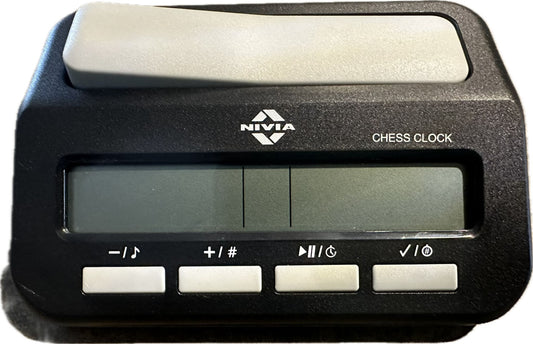 NIVIA
CHESS CLOCK
−/♪ +/# ▶II/⏱ ✓/⏱